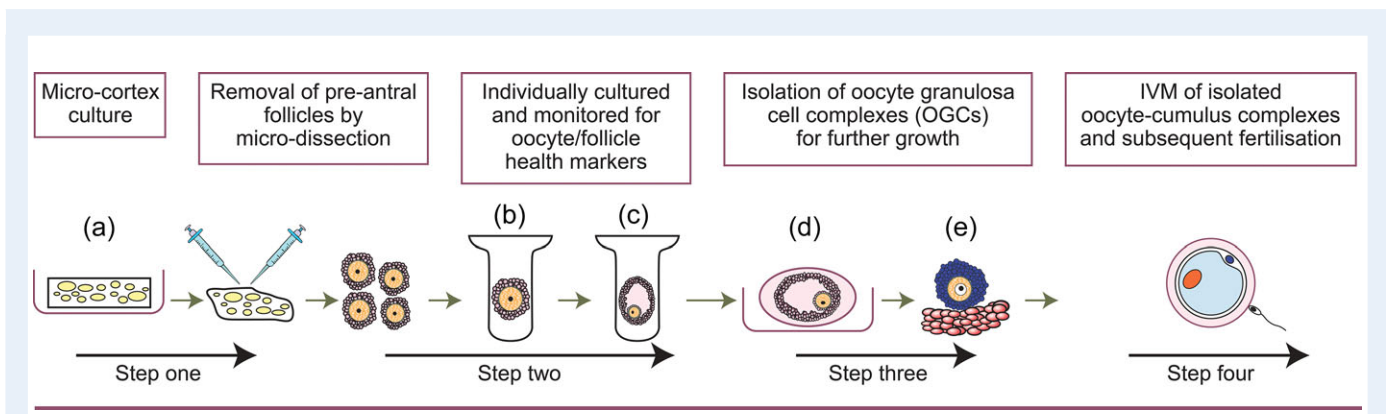 Micro-cortex
culture
Removal of pre-antral
follicles by
micro-dissection
Individually cultured
and monitored for
oocyte/follicle
health markers
Isolation of oocyte granulosa
cell complexes (OGCs)
for further growth
IVM of isolated
oocyte-cumulus complexes
and subsequent fertilisation
(a)
(b)
(c)
(d)
(e)
Step one
Step two
Step three
Step four